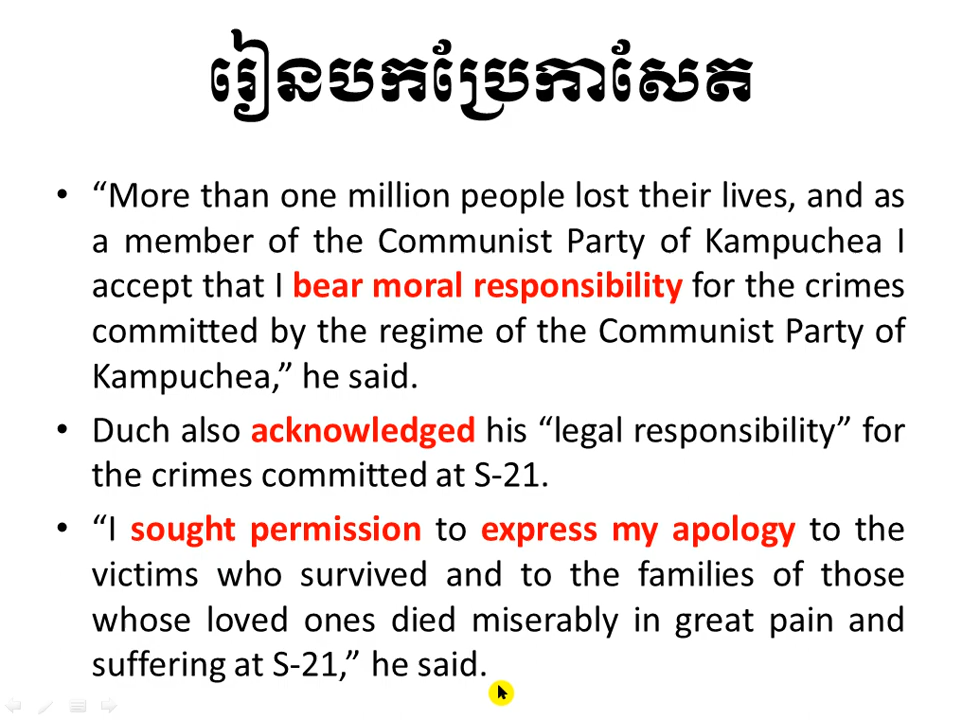 រៀនបកប្រែកាសែត
• “More than one million people lost their lives, and as
a member of the Communist Party of Kampuchea I
accept that I bear moral responsibility for the crimes
committed by the regime of the Communist Party of
Kampuchea,” he said.
• Duch also acknowledged his “legal responsibility” for
the crimes committed at S-21.
• “I sought permission to express my apology to the
victims who survived and to the families of those
whose loved ones died miserably in great pain and
suffering at S-21,” he said.